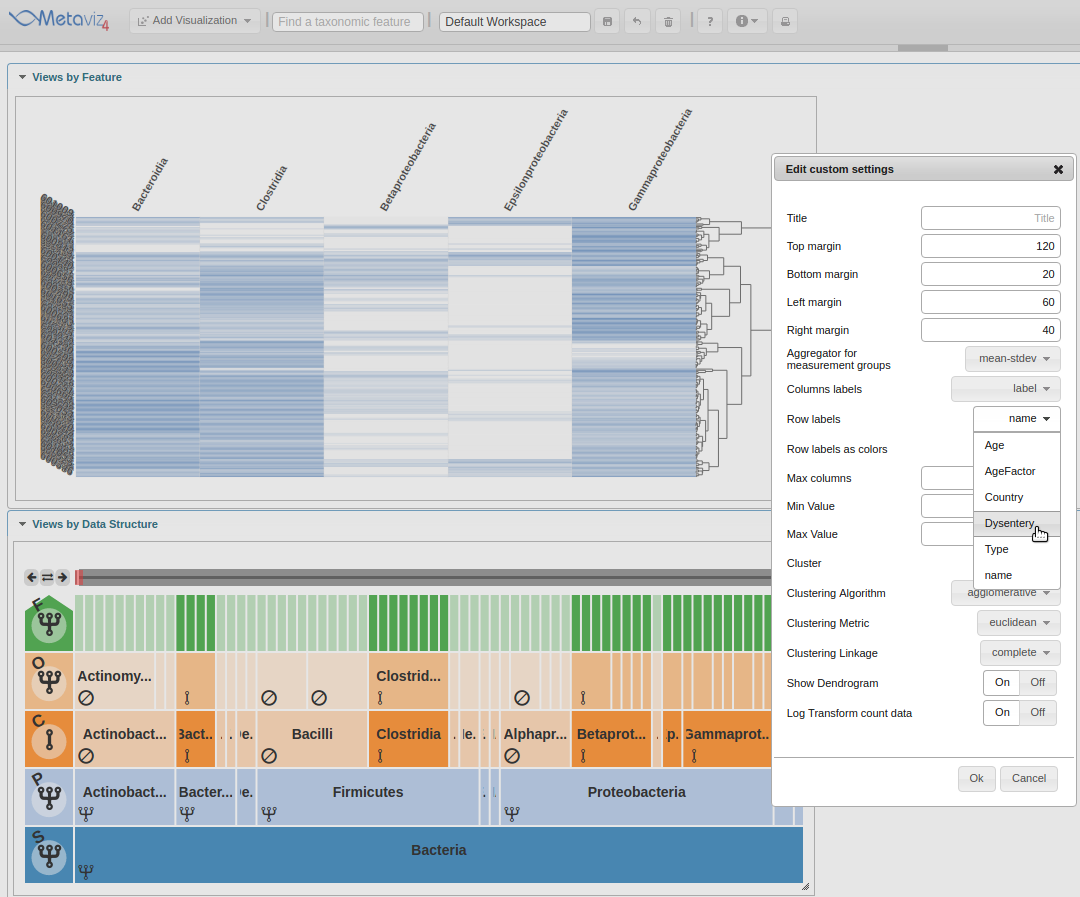 Metaviz 4
Add Visualization
Find a taxonomic feature
Default Workspace
?
Views by Feature
Bacteroidia
Clostridia
Betaproteobacteria
Epsilonproteobacteria
Gammaproteobacteria
Views by Data Structure
F
O
Actinomy...
Clostrid...
C
Actinobact...
Bact..
.
.
De.
Bacilli
Clostridia
.
le.
.
Alphapr...
Betaprot...
.
p.
Gammaprot..
P
Actinobact...
Bacter...
De.
Firmicutes
.
Proteobacteria
S
Bacteria
Edit custom settings
Title
Title
Top margin
120
Bottom margin
20
Left margin
60
Right margin
40
Aggregator for
measurement groups
mean-stdev
Columns labels
label
Row labels
name
Age
AgeFactor
Country
Dysentery
Type
name
Row labels as colors
Max columns
Min Value
Max Value
Cluster
Clustering Algorithm
agglomerative
Clustering Metric
euclidean
Clustering Linkage
complete
Show Dendrogram
On Off
Log Transform count data
On Off
Ok
Cancel